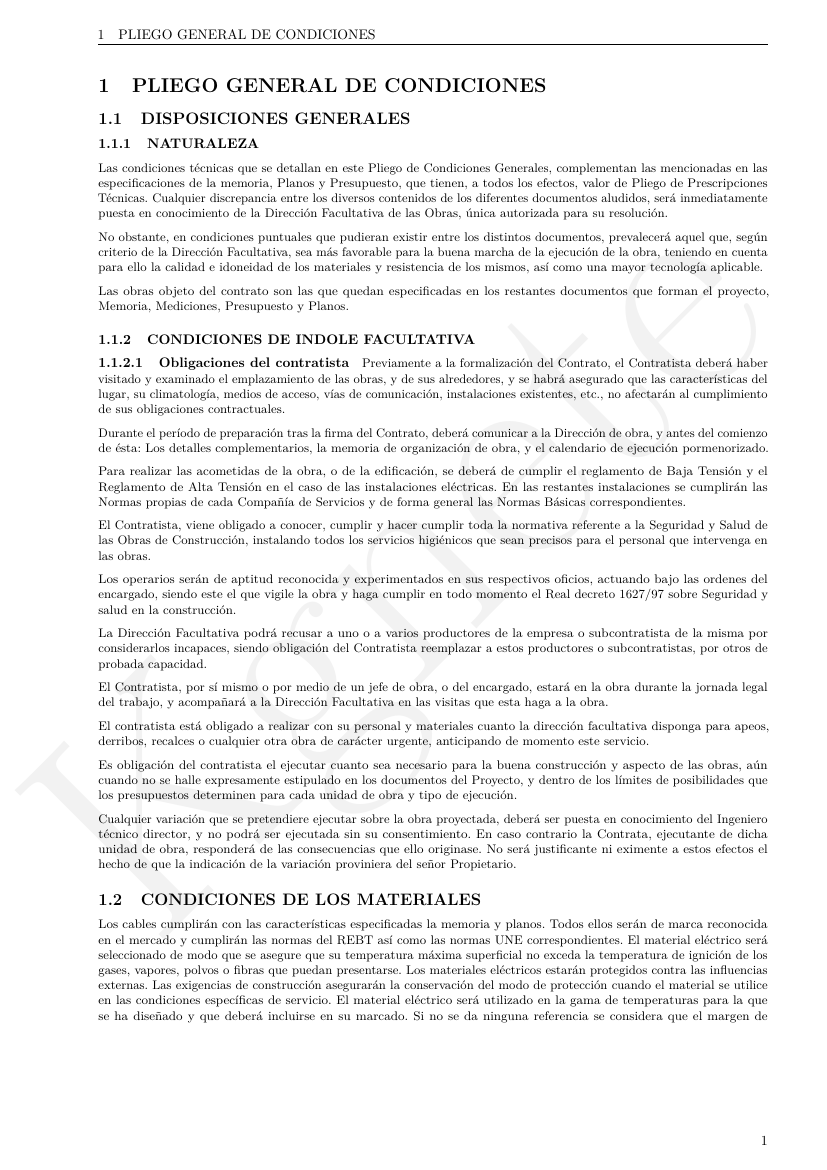 1 PLIEGO GENERAL DE CONDICIONES
1 PLIEGO GENERAL DE CONDICIONES
1.1 DISPOSICIONES GENERALES
1.1.1 NATURALEZA
Las condiciones técnicas que se detallan en este Pliego de Condiciones Generales, complementan las mencionadas en las
especificaciones de la memoria, Planos y Presupuesto, que tienen, a todos los efectos, valor de Pliego de Prescripciones
Técnicas. Cualquier discrepancia entre los diversos contenidos de los diferentes documentos aludidos, será inmediatamente
puesta en conocimiento de la Dirección Facultativa de las Obras, única autorizada para su resolución.
No obstante, en condiciones puntuales que pudieran existir entre los distintos documentos, prevalecerá aquel que, según
criterio de la Dirección Facultativa, sea más favorable para la buena marcha de la ejecución de la obra, teniendo en cuenta
para ello la calidad e idoneidad de los materiales y resistencia de los mismos, así como una mayor tecnología aplicable.
Las obras objeto del contrato son las que quedan especificadas en los restantes documentos que forman el proyecto,
Memoria, Mediciones, Presupuesto y Planos.
1.1.2 CONDICIONES DE INDOLE FACULTATIVA
1.1.2.1 Obligaciones del contratista Previamente a la formalización del Contrato, el Contratista deberá haber
visitado y examinado el emplazamiento de las obras, y de sus alrededores, y se habrá asegurado que las características del
lugar, su climatología, medios de acceso, vías de comunicación, instalaciones existentes, etc., no afectarán al cumplimiento
de sus obligaciones contractuales.
Durante el período de preparación tras la firma del Contrato, deberá comunicar a la Dirección de obra, y antes del comienzo
de ésta: Los detalles complementarios, la memoria de organización de obra, y el calendario de ejecución pormenorizado.
Para realizar las acometidas de la obra, o de la edificación, se deberá de cumplir el reglamento de Baja Tensión y el
Reglamento de Alta Tensión en el caso de las instalaciones eléctricas. En las restantes instalaciones se cumplirán las
Normas propias de cada Compañía de Servicios y de forma general las Normas Básicas correspondientes.
El Contratista, viene obligado a conocer, cumplir y hacer cumplir toda la normativa referente a la Seguridad y Salud de
las Obras de Construcción, instalando todos los servicios higiénicos que sean precisos para el personal que intervenga en
las obras.
Los operarios serán de aptitud reconocida y experimentados en sus respectivos oficios, actuando bajo las ordenes del
encargado, siendo este el que vigile la obra y haga cumplir en todo momento el Real decreto 1627/97 sobre Seguridad y
salud en la construcción.
La Dirección Facultativa podrá recusar a uno o a varios productores de la empresa o subcontratista de la misma por
considerarlos incapaces, siendo obligación del Contratista reemplazar a estos productores o subcontratistas, por otros de
probada capacidad.
El Contratista, por sí mismo o por medio de un jefe de obra, o del encargado, estará en la obra durante la jornada legal
del trabajo, y acompañará a la Dirección Facultativa en las visitas que esta haga a la obra.
El contratista está obligado a realizar con su personal y materiales cuanto la dirección facultativa disponga para apeos,
derribos, recalces o cualquier otra obra de carácter urgente, anticipando de momento este servicio.
Es obligación del contratista el ejecutar cuanto sea necesario para la buena construcción y aspecto de las obras, aún
cuando no se halle expresamente estipulado en los documentos del Proyecto, y dentro de los límites de posibilidades que
los presupuestos determinen para cada unidad de obra y tipo de ejecución.
Cualquier variación que se pretendiere ejecutar sobre la obra proyectada, deberá ser puesta en conocimiento del Ingeniero
técnico director, y no podrá ser ejecutada sin su consentimiento. En caso contrario la Contrata, ejecutante de dicha
unidad de obra, responderá de las consecuencias que ello originase. No será justificante ni eximente a estos efectos el
hecho de que la indicación de la variación proviniera del señor Propietario.
1.2 CONDICIONES DE LOS MATERIALES
Los cables cumplirán con las características especificadas la memoria y planos. Todos ellos serán de marca reconocida
en el mercado y cumplirán las normas del REBT así como las normas UNE correspondientes. El material eléctrico será
seleccionado de modo que se asegure que su temperatura máxima superficial no exceda la temperatura de ignición de los
gases, vapores, polvos o fibras que puedan presentarse. Los materiales eléctricos estarán protegidos contra las influencias
externas. Las exigencias de construcción asegurarán la conservación del modo de protección cuando el material se utilice
en las condiciones específicas de servicio. El material eléctrico será utilizado en la gama de temperaturas para la que
se ha diseñado y que deberá incluirse en su marcado. Si no se da ninguna referencia se considera que el margen de
1